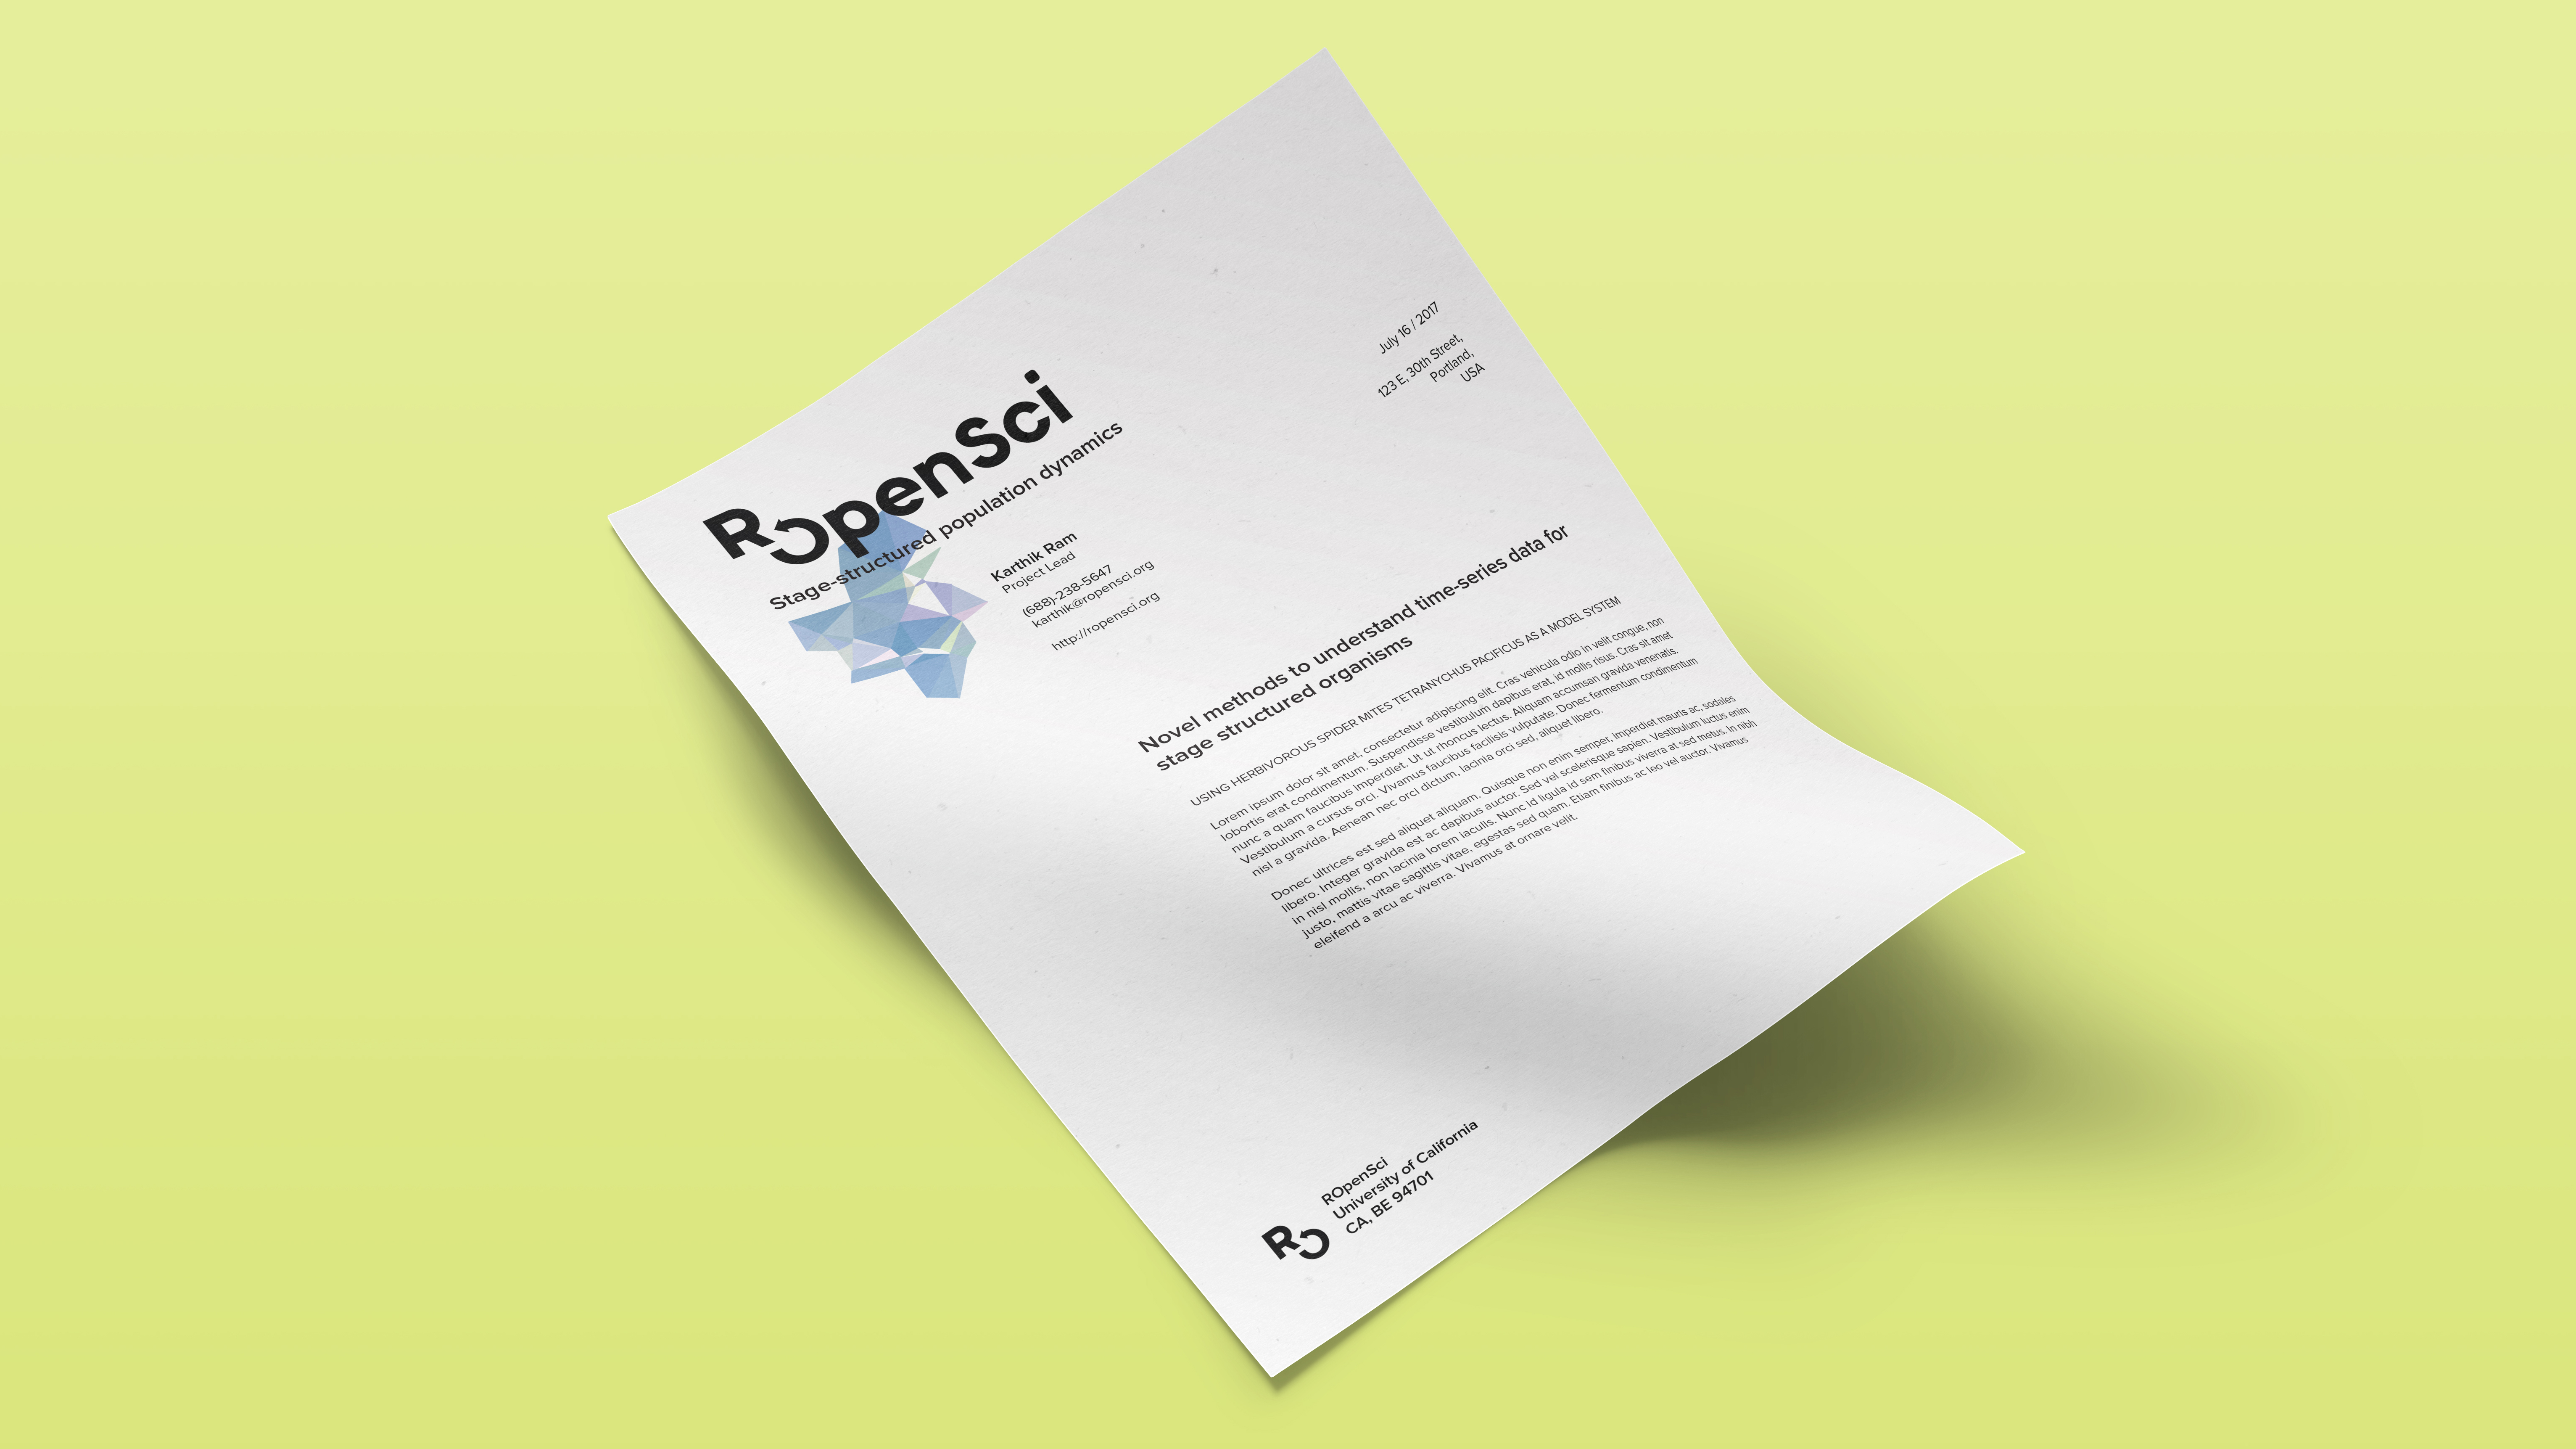 July 16 / 2017
123 E, 30th Street,
Portland,
USA
ROpenSci
Stage-structured population dynamics
Karthik Ram
Project Lead
(688)-238-5647
karthik@ropensci.org
http://ropensci.org
Novel methods to understand time-series data for
stage structured organisms
USING HERBIVOROUS SPIDER MITES TETRANYCHUS PACIFICUS AS A MODEL SYSTEM
Lorem ipsum dolor sit amet, consectetur adipiscing elit. Cras vehicula odio in velit congue, non
lobortis erat condimentum. Suspendisse vestibulum dapibus erat, id mollis risus. Cras sit amet
nunc a quam faucibus imperdiet. Ut ut rhoncus lectus. Aliquam accumsan gravida venenatis.
Vestibulum a cursus orci. Vivamus faucibus facilisis vulputate. Donec fermentum condimentum
nisl a gravida. Aenean nec orci dictum, lacinia orci sed, aliquet libero.
Donec ultrices est sed aliquet aliquam. Quisque non enim semper, imperdiet mauris ac, sodales
libero. Integer gravida est ac dapibus auctor. Sed vel scelerisque sapien. Vestibulum luctus enim
in nisl mollis, non lacinia lorem iaculis. Nunc id ligula id sem finibus viverra at sed metus. In nibh
justo, mattis vitae sagittis vitae, egestas sed quam. Etiam finibus ac leo vel auctor. Vivamus
eleifend a arcu ac viverra. Vivamus at ornare velit.
RO
ROpenSci
University of California
CA, BE 94701